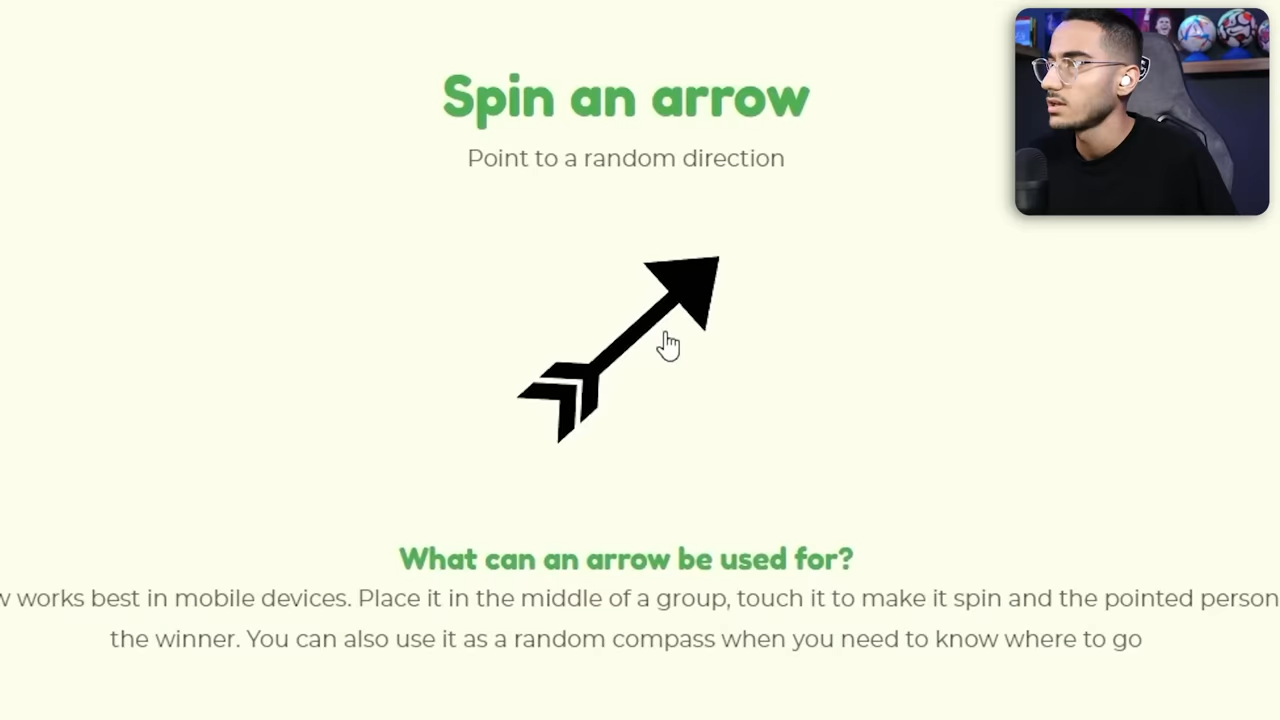 Spin an arrow
Point to a random direction
What can an arrow be used for?
works best in mobile devices. Place it in the middle of a group, touch it to make it spin and the pointed person
the winner. You can also use it as a random compass when you need to know where to go